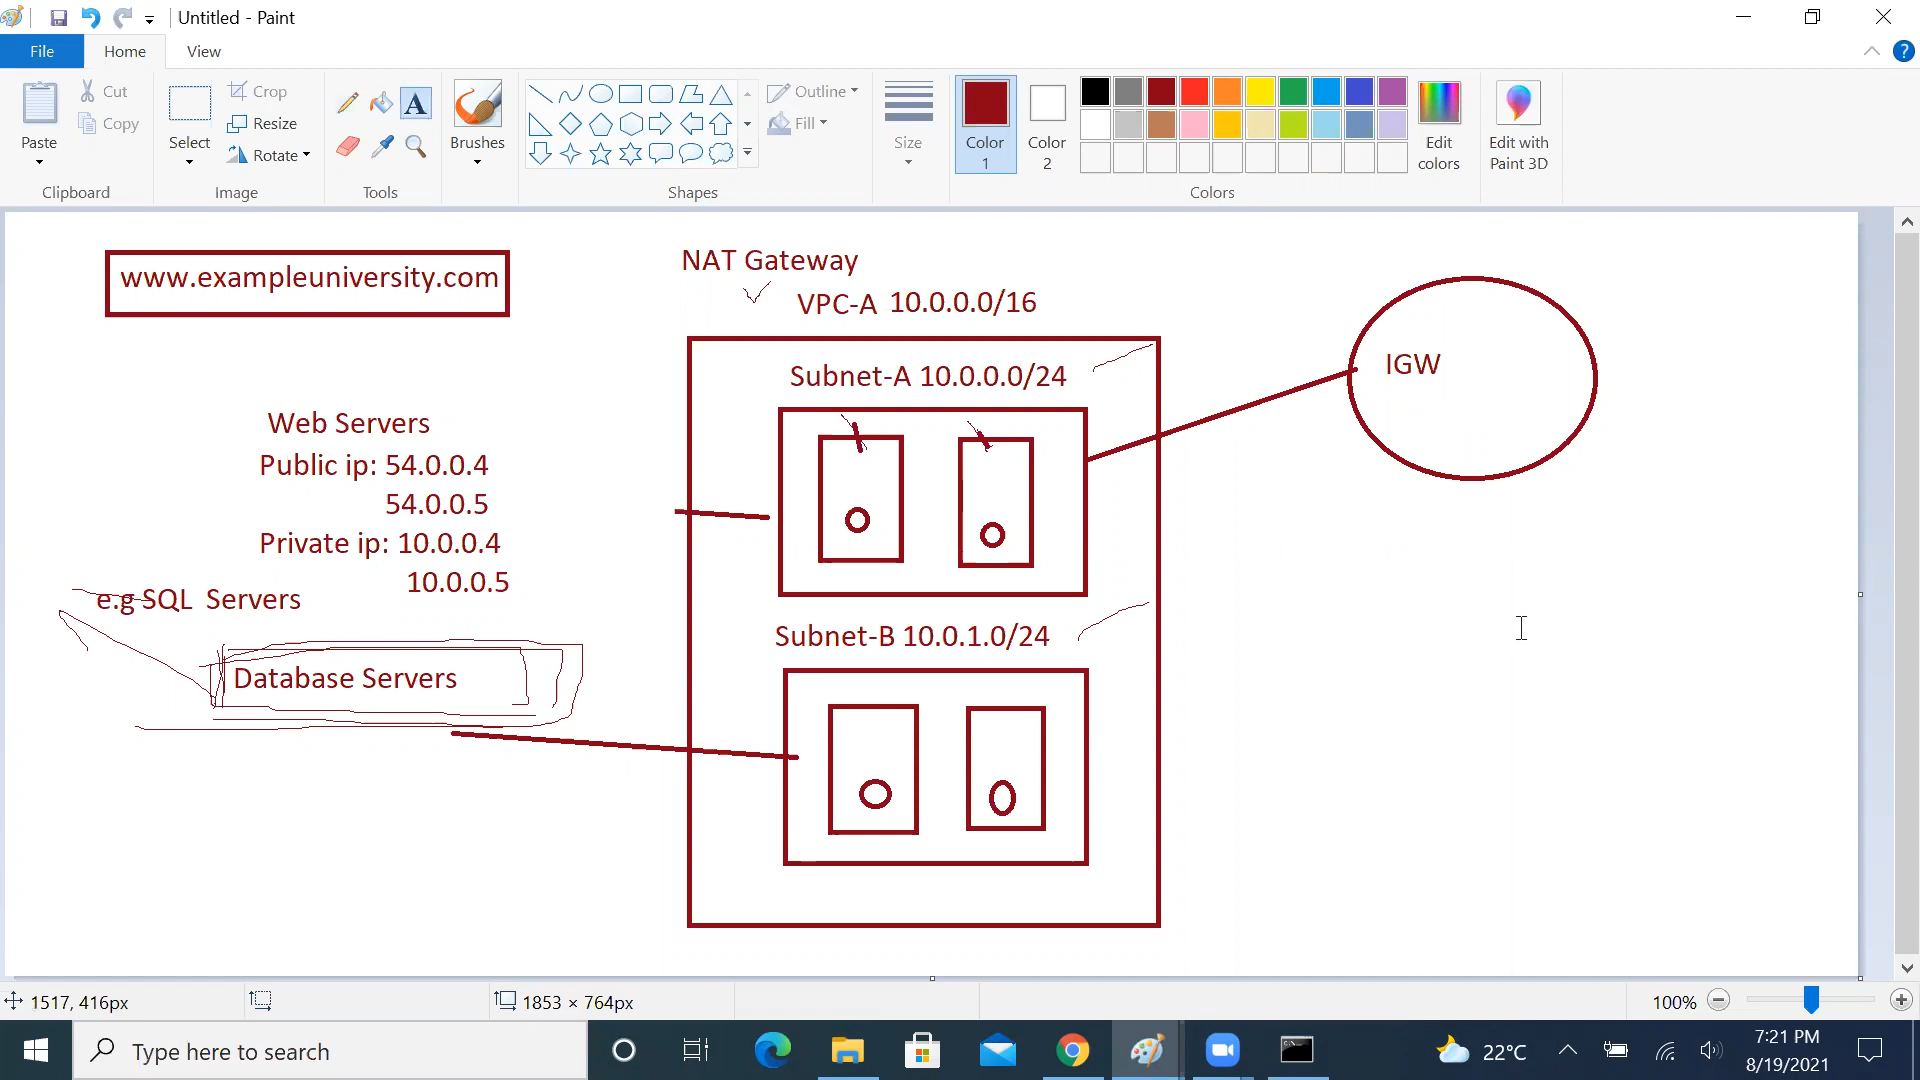 Untitled - Paint
File
Home
View
Paste
Cut
Copy
Clipboard
Select
Crop
Resize
Rotate
Image
A
Tools
Brushes
Outline
Fill
Shapes
Size
Color 1
Color 2
Edit colors
Colors
Edit with Paint 3D
?
www.exampleuniversity.com
NAT Gateway
VPC-A 10.0.0.0/16
Subnet-A 10.0.0.0/24
IGW
Web Servers
Public ip: 54.0.0.4
54.0.0.5
Private ip: 10.0.0.4
10.0.0.5
e.g SQL Servers
Subnet-B 10.0.1.0/24
Database Servers
1517, 416px
1853 × 764px
100%
Type here to search
22°C
7:21 PM
8/19/2021